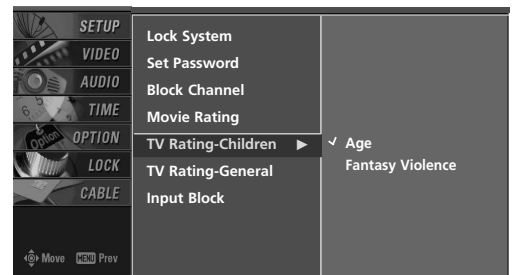 SETUP
VIDEO
AUDIO
TIME
OPTION
LOCK
CABLE
Move MENU Prev
Lock System
Set Password
Block Channel
Movie Rating
TV Rating-Children ▶
TV Rating-General
Input Block
✓ Age
Fantasy Violence